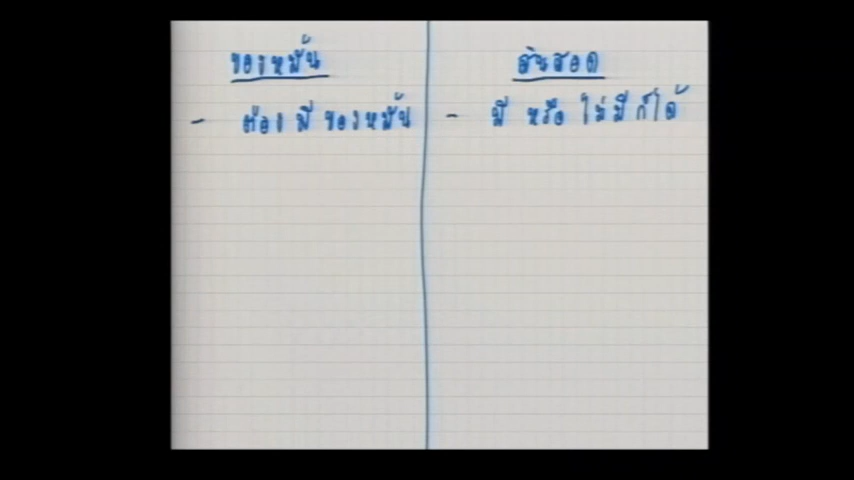 ของหมั้น
- ต้องมีของหมั้น
สินสอด
- มี หรือ ไม่มีก็ได้